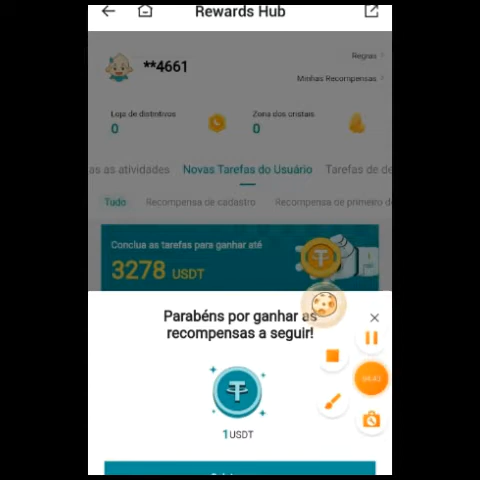 Rewards Hub
**4661
Regras
Minhas Recompensas
Loja de distintivos
0
Zona dos cristais
0
as as atividades
Novas Tarefas do Usuário
Tarefas de de
Tudo
Recompensa de cadastro
Recompensa de primeiro d
Conclua as tarefas para ganhar até
3278 USDT
Parabéns por ganhar as
recompensas a seguir!
1USDT